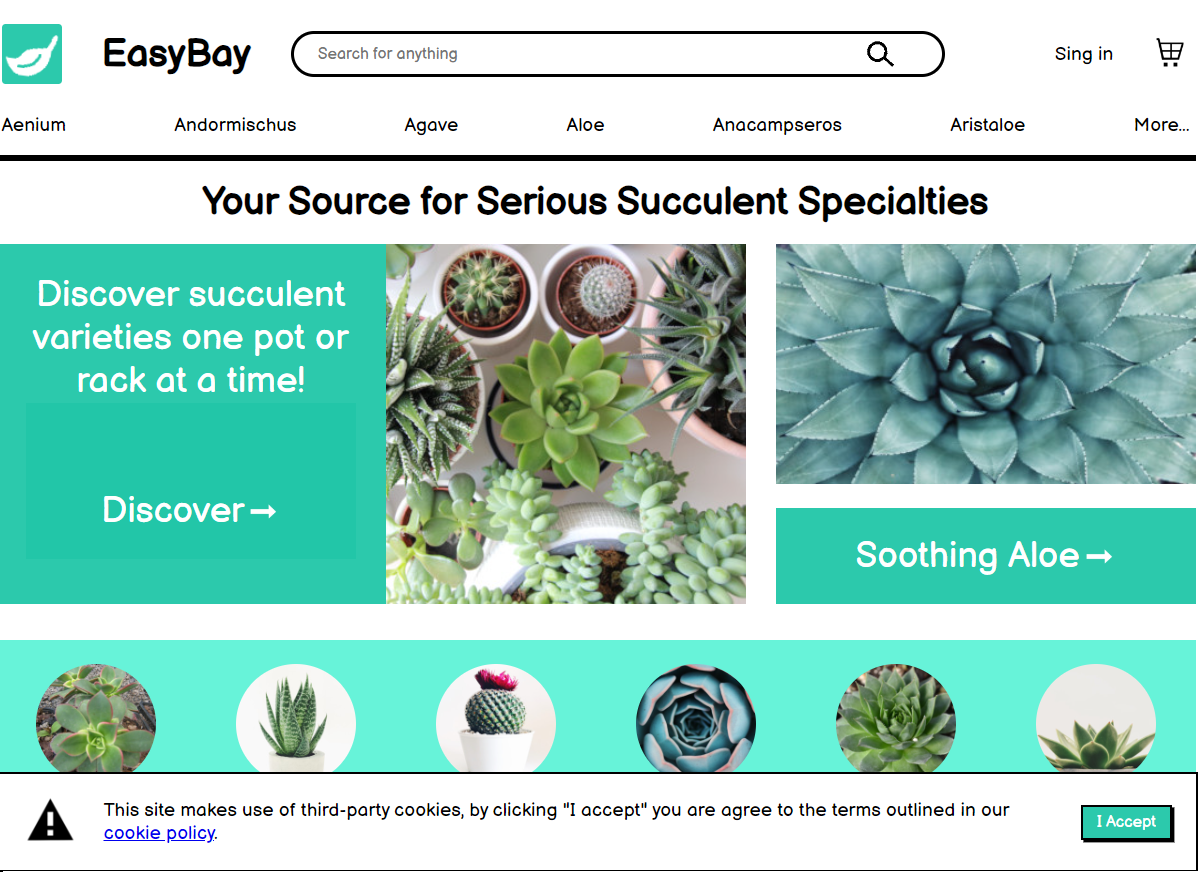 EasyBay
Search for anything
Sing in
Aenium Andormischus Agave Aloe Anacampseros Aristaloe More...
Your Source for Serious Succulent Specialties
Discover succulent
varieties one pot or
rack at a time!
Discover→
Soothing Aloe→
This site makes use of third-party cookies, by clicking "I accept" you are agree to the terms outlined in our
cookie policy.
I Accept